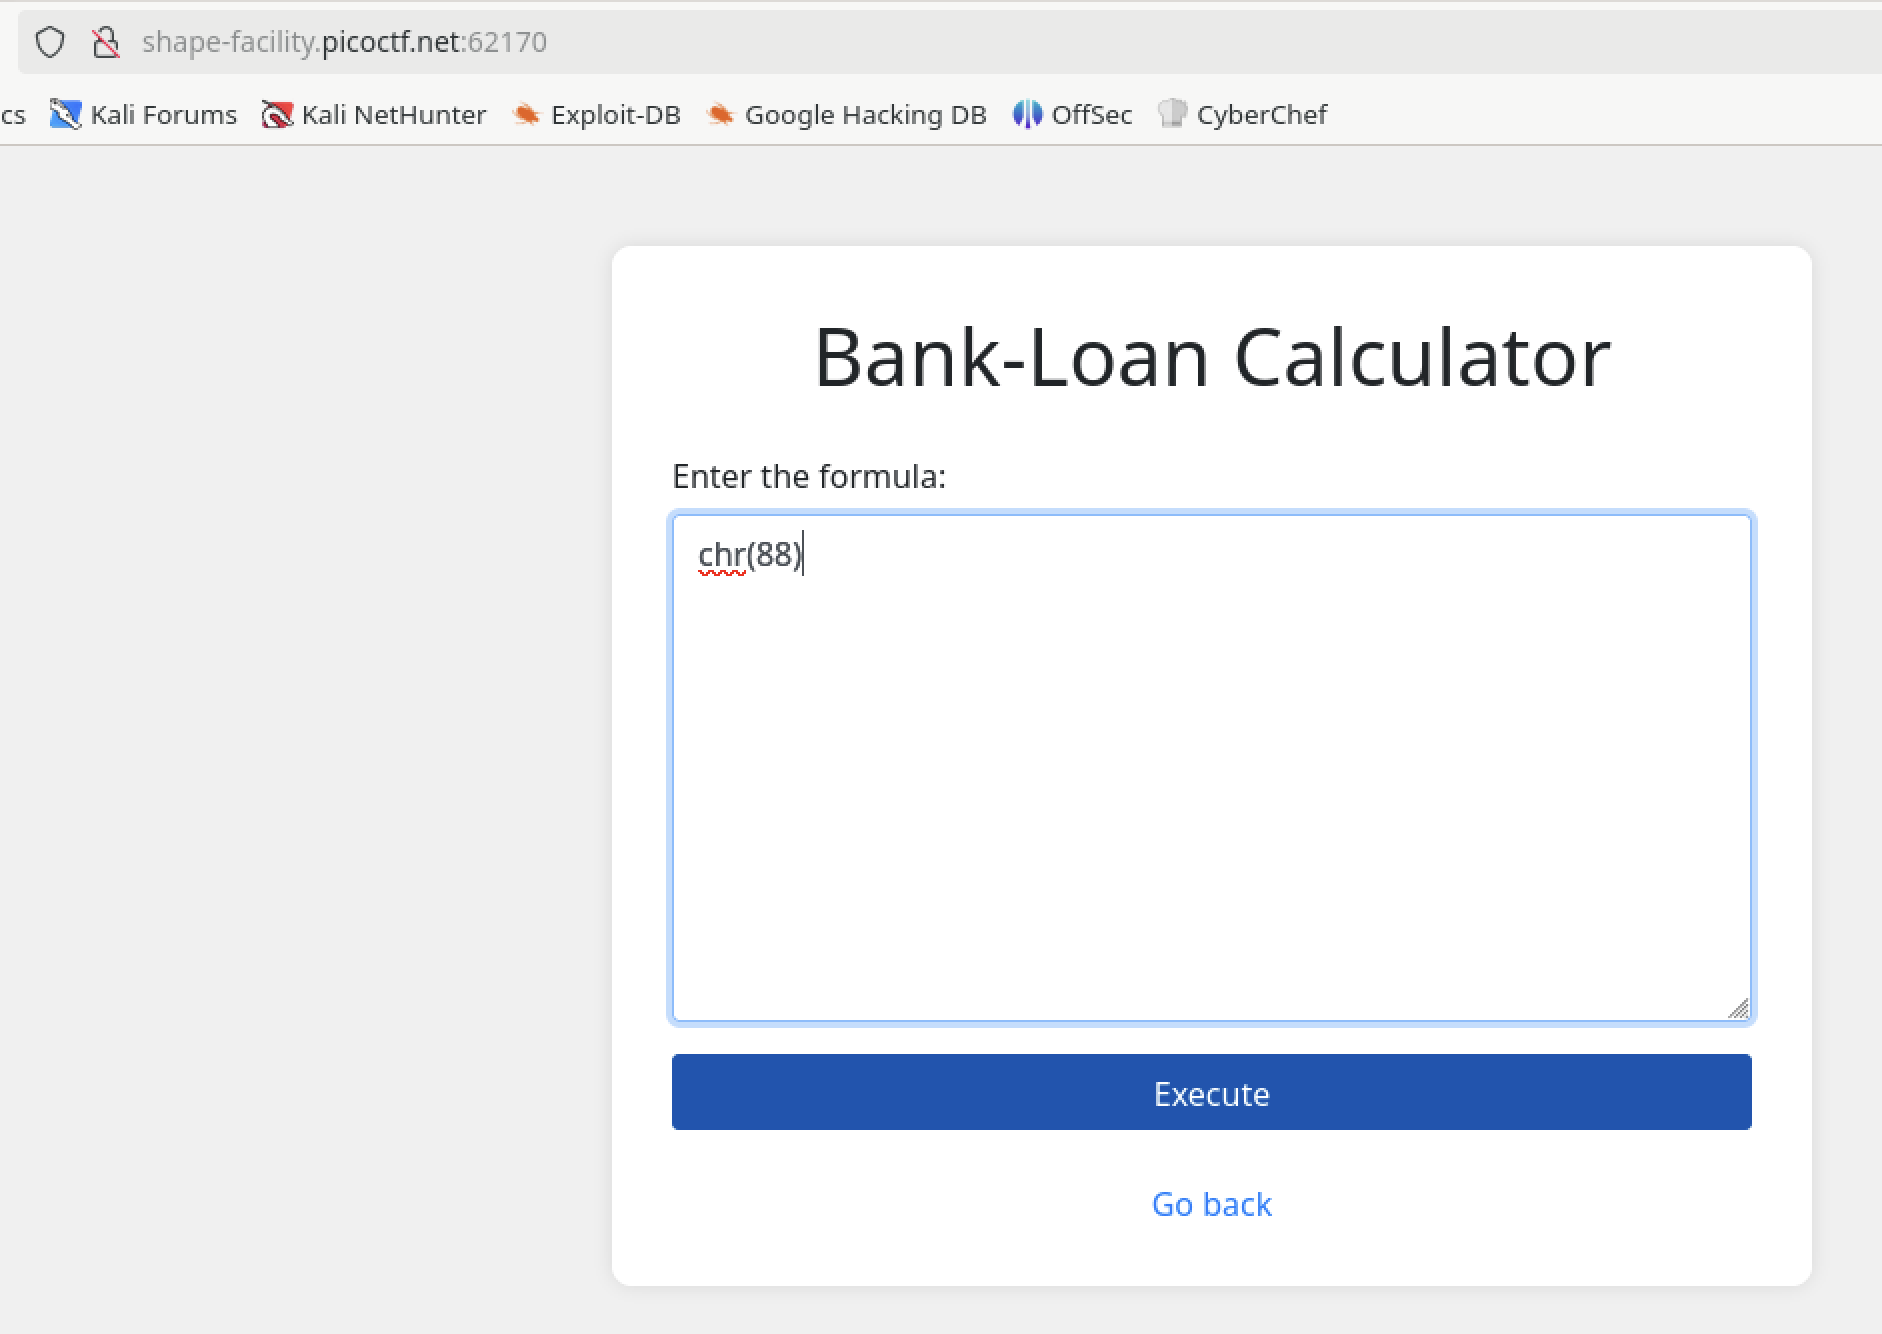 shape-facility.picoctf.net:62170
cs Kali Forums Kali NetHunter Exploit-DB Google Hacking DB OffSec CyberChef
Bank-Loan Calculator
Enter the formula:
chr(88)
Execute
Go back